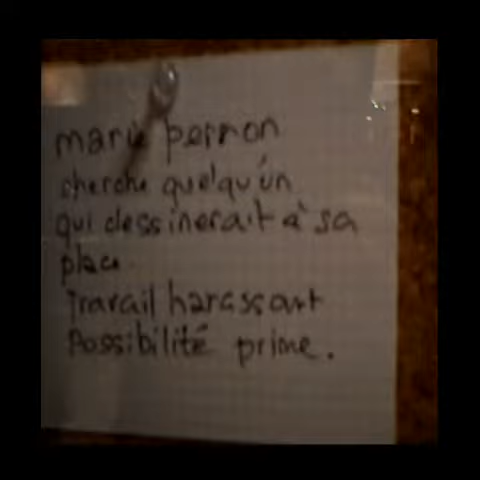 marie perron
cherche quelqu'un
qui dessinerait à sa
place
Travail harassant
Possibilité prime.